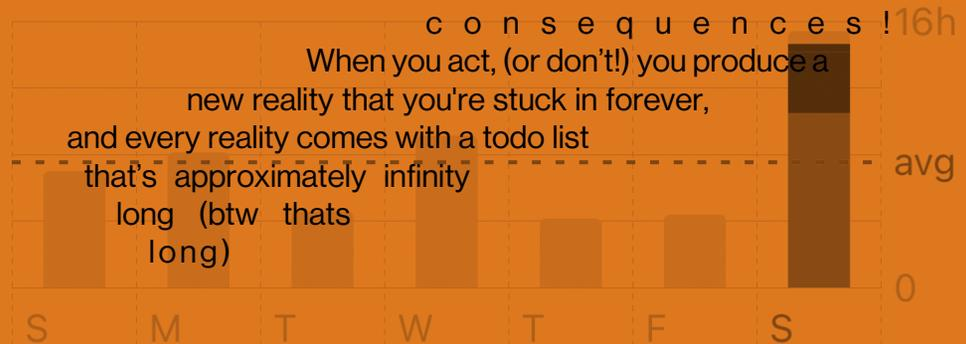 consequences!
16h
When you act, (or don’t!) you produce a
new reality that you're stuck in forever,
and every reality comes with a todo list
avg
that’s approximately infinity
long (btw thats
long)
0
S M T W T F S